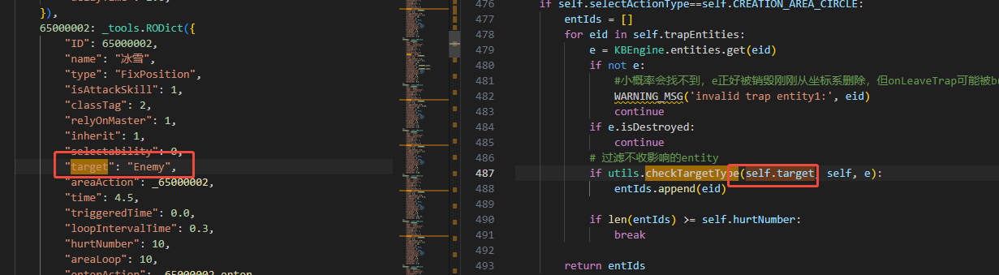 }),
65000002: _tools.RODict({
"ID": 65000002,
"name": "冰雪",
"type": "FixPosition",
"isAttackSkill": 1,
"classTag": 2,
"relyOnMaster": 1,
"inherit": 1,
"selectability": 0,
"target": "Enemy",
"areaAction": _65000002,
"time": 4.5,
"triggeredTime": 0.0,
"loopIntervalTime": 0.3,
"hurtNumber": 10,
"areaLoop": 10,
476 if self.selectActionType==self.CREATION_AREA_CIRCLE:
477 entIds = []
478 for eid in self.trapEntities:
479 e = KBEngine.entities.get(eid)
480 if not e:
481 #小概率会找不到，e正好被销毁刚刚从坐标系删除，但onLeaveTrap可能被b
482 WARNING_MSG('invalid trap entity1:', eid)
483 continue
484 if e.isDestroyed:
485 continue
486 # 过滤不收影响的entity
487 if utils.checkTargetType(self.target, self, e):
488 entIds.append(eid)
489
490 if len(entIds) >= self.hurtNumber:
491 break
492
493 return entIds